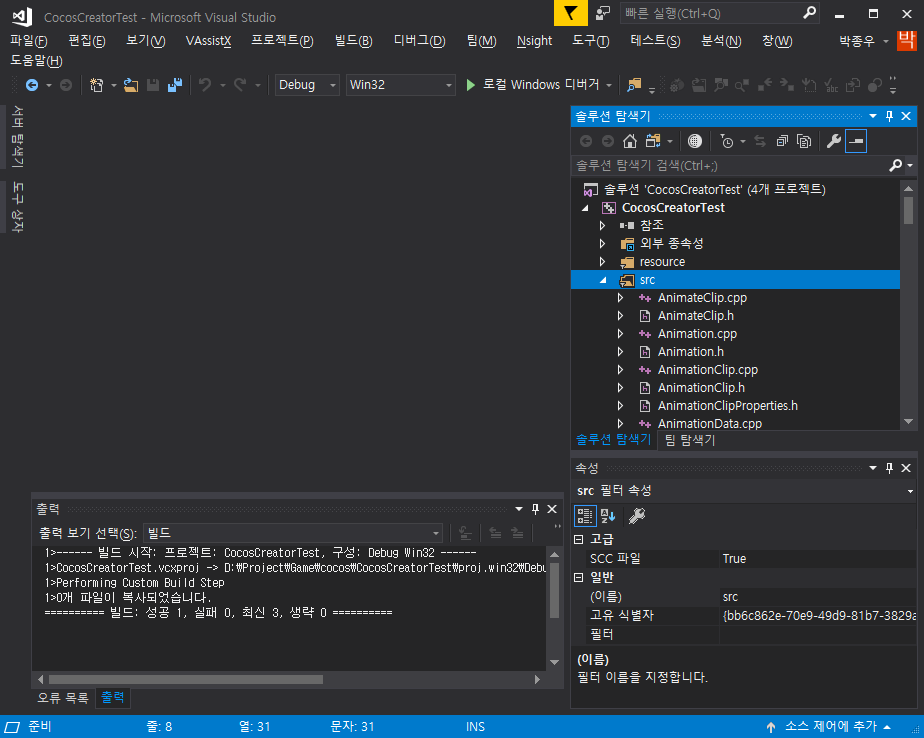 CocosCreatorTest - Microsoft Visual Studio
빠른 실행(Ctrl+Q)
파일(F) 편집(E) 보기(V) VAssistX 프로젝트(P) 빌드(B) 디버그(D) 팀(M) Nsight 도구(T) 테스트(S) 분석(N) 창(W) 박종우 박
도움말(H)
Debug Win32 로컬 Windows 디버거
서버 탐색기
도구 상자
솔루션 탐색기
솔루션 탐색기 검색(Ctrl+;)
솔루션 'CocosCreatorTest' (4개 프로젝트)
CocosCreatorTest
참조
외부 종속성
resource
src
AnimateClip.cpp
AnimateClip.h
Animation.cpp
Animation.h
AnimationClip.cpp
AnimationClip.h
AnimationClipProperties.h
AnimationData.cpp
솔루션 탐색기 팀 탐색기
속성
src 필터 속성
고급
SCC 파일 True
일반
(이름) src
고유 식별자 {bb6c862e-70e9-49d9-81b7-3829a
필터
(이름)
필터 이름을 지정합니다.
출력
출력 보기 선택(S): 빌드
1>------ 빌드 시작: 프로젝트: CocosCreatorTest, 구성: Debug Win32 ------
1>CocosCreatorTest.vcxproj -> D:₩Project₩Game₩cocos₩CocosCreatorTest₩proj.win32₩Debu
1>Performing Custom Build Step
1>0개 파일이 복사되었습니다.
========== 빌드: 성공 1, 실패 0, 최신 3, 생략 0 ==========
오류 목록 출력
준비 줄: 8 열: 31 문자: 31 INS 소스 제어에 추가